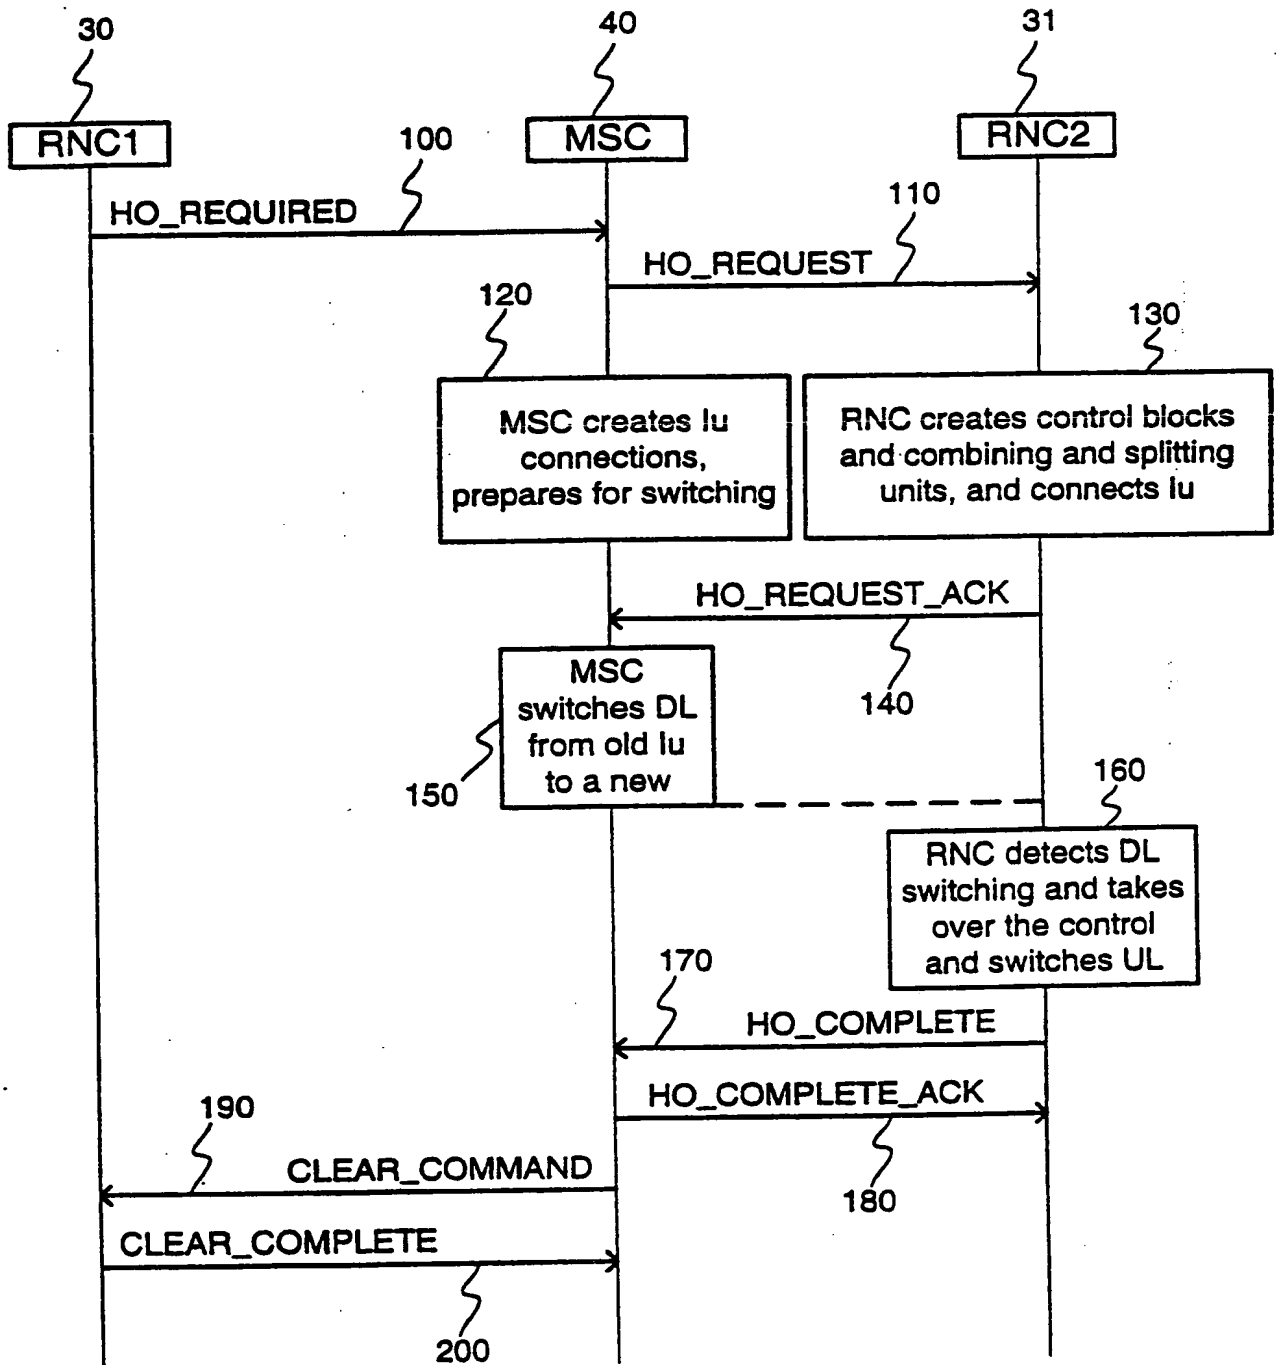 30
40
31
RNC1
MSC
RNC2
100
HO_REQUIRED
110
HO_REQUEST
120
130
MSC creates Iu
connections,
prepares for switching
RNC creates control blocks
and combining and splitting
units, and connects Iu
HO_REQUEST_ACK
140
MSC
switches DL
from old Iu
to a new
150
160
RNC detects DL
switching and takes
over the control
and switches UL
170
HO_COMPLETE
HO_COMPLETE_ACK
180
190
CLEAR_COMMAND
CLEAR_COMPLETE
200